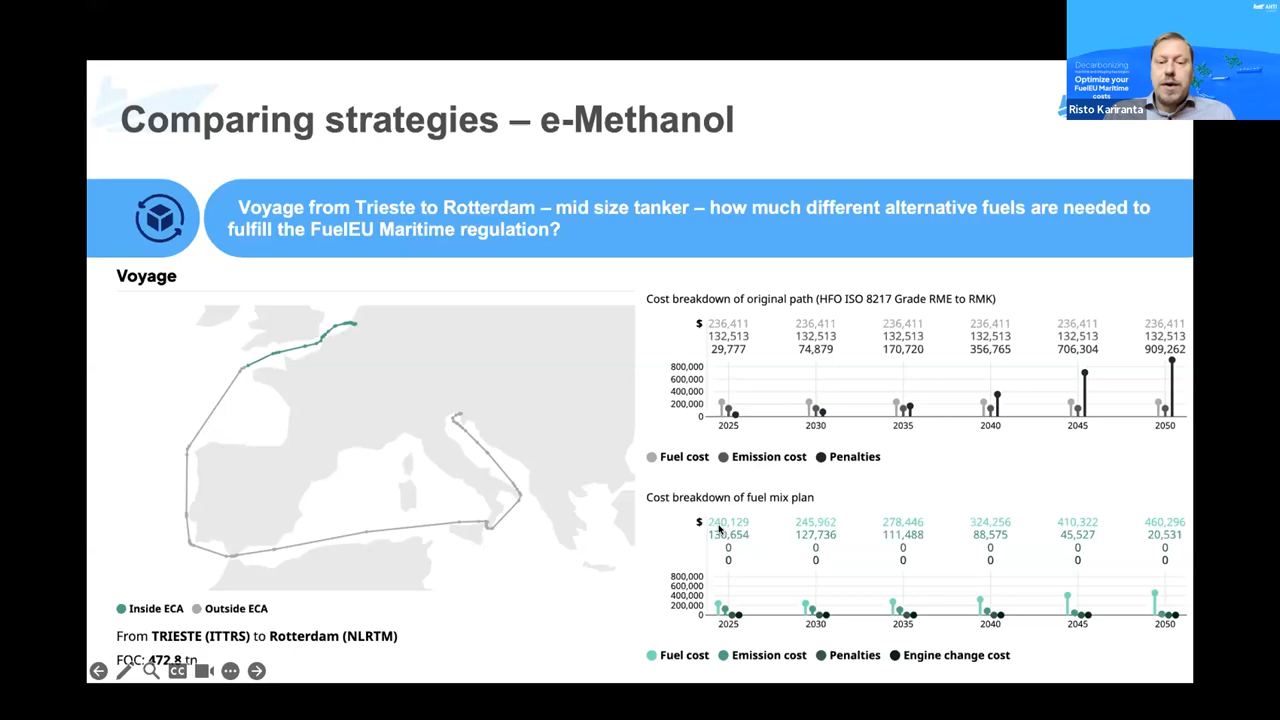 Comparing strategies – e-Methanol
Decarbonizing
Optimize your
FuelEU Maritime
costs
Risto Kariranta
Voyage from Trieste to Rotterdam – mid size tanker – how much different alternative fuels are needed to
fulfill the FuelEU Maritime regulation?
Voyage
Inside ECA Outside ECA
From TRIESTE (ITTRS) to Rotterdam (NLRTM)
FOC: 472.8 tn
CC
Cost breakdown of original path (HFO ISO 8217 Grade RME to RMK)
$ 236,411 236,411 236,411 236,411 236,411 236,411
132,513 132,513 132,513 132,513 132,513 132,513
29,777 74,879 170,720 356,765 706,304 909,262
800,000
600,000
400,000
200,000
0
2025 2030 2035 2040 2045 2050
Fuel cost Emission cost Penalties
Cost breakdown of fuel mix plan
$ 240,129 245,962 278,446 324,256 410,322 460,296
130,654 127,736 111,488 88,575 45,527 20,531
0 0 0 0 0 0
0 0 0 0 0 0
800,000
600,000
400,000
200,000
0
2025 2030 2035 2040 2045 2050
Fuel cost Emission cost Penalties Engine change cost